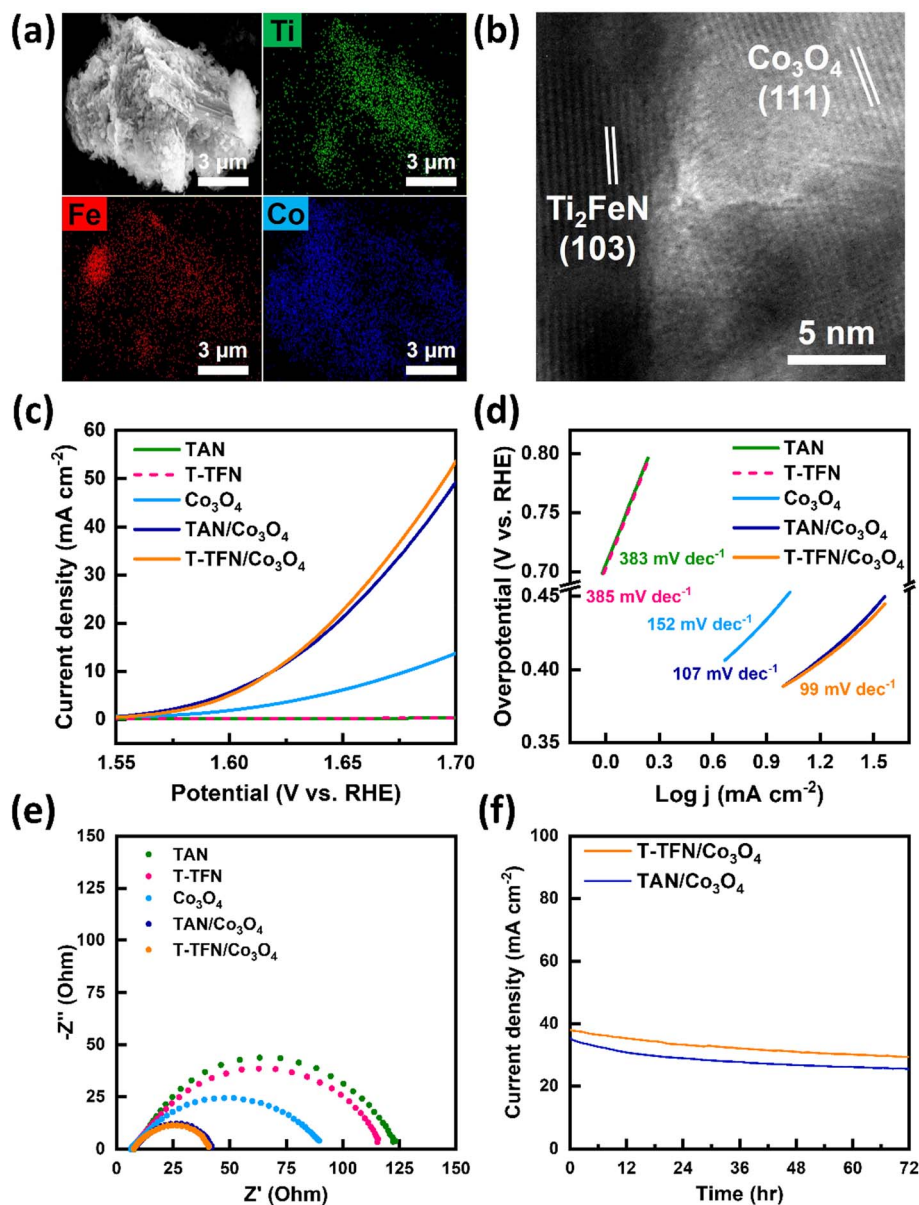 (a)
Ti
3 µm
3 µm
Fe
Co
3 µm
3 µm
(b)
Co₃O₄
(111)
Ti₂FeN
(103)
5 nm
(c)
60
50
40
30
20
10
0
1.55
1.60
1.65
1.70
Current density (mA cm⁻²)
Potential (V vs. RHE)
TAN
T-TFN
Co₃O₄
TAN/Co₃O₄
T-TFN/Co₃O₄
(d)
0.80
0.70
0.45
0.40
0.35
0.0
0.3
0.6
0.9
1.2
1.5
Overpotential (V vs. RHE)
Log j (mA cm⁻²)
TAN
T-TFN
Co₃O₄
TAN/Co₃O₄
T-TFN/Co₃O₄
383 mV dec⁻¹
385 mV dec⁻¹
152 mV dec⁻¹
107 mV dec⁻¹
99 mV dec⁻¹
(e)
150
125
100
75
50
25
0
0
25
50
75
100
125
150
-Z'' (Ohm)
Z' (Ohm)
TAN
T-TFN
Co₃O₄
TAN/Co₃O₄
T-TFN/Co₃O₄
(f)
100
80
60
40
20
0
0
12
24
36
48
60
72
Current density (mA cm⁻²)
Time (hr)
T-TFN/Co₃O₄
TAN/Co₃O₄